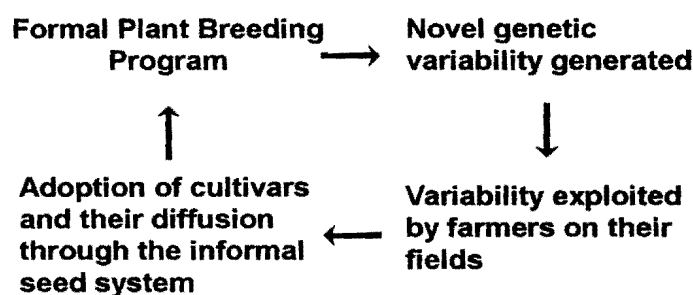 Formal Plant Breeding
Program
Novel genetic
variability generated
Variability exploited
by farmers on their
fields
Adoption of cultivars
and their diffusion
through the informal
seed system